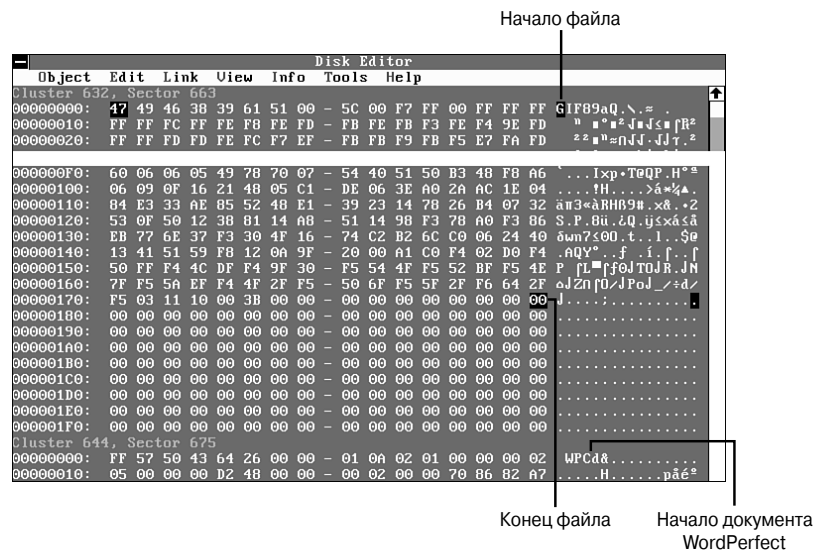 Начало файла
Disk Editor
Object Edit Link View Info Tools Help
Cluster 632, Sector 663
00000000: 47 49 46 38 39 61 51 00 - 5C 00 F7 FF 00 FF FF FF GIF89aQ.\.≈ .
00000010: FF FF FC FF FE F8 FE FD - FB FE FB F3 FE F4 9E FD ⁿ ■°■²√■√≤■⌠R²
00000020: FF FF FD FD FE FC F7 EF - FB FB F9 FB B5 E7 FA FD
000000F0: 60 06 06 05 49 78 70 07 - 54 40 51 50 B3 48 F8 A6 `...Ixp•T@QP.H°ª
00000100: 06 09 0F 16 21 48 05 C1 - DE 06 3E A0 2A AC 1E 04 ....!H.....>á*¼▲.
00000110: 84 E3 33 AE 85 52 48 E1 - 39 23 14 78 26 B4 07 32
00000120: 53 0F 50 12 38 81 14 A8 - 51 14 98 F3 78 A0 F3 86 S.P.8ü.¿Q.ÿ≤xá≤å
00000130: EB 77 6E 37 F3 30 4F 16 - 74 C2 B2 6C C0 06 24 40 δwn7≤0O.t..l..$@
00000140: 13 41 51 59 F8 12 0A 9F - 20 00 A1 C0 F4 02 D0 F4 .AQY°..ƒ .í.⌠..⌠
00000150: 50 FF F4 4C DF F4 9F 30 - F5 54 4F F5 52 BF F5 4E P ⌠L▀⌠ƒ0⌡TO⌡R.⌡N
00000160: 7F F5 5A EF F4 4F 2F F5 - 50 6F F5 5F 2F F6 64 2F ⌂⌡Z∩⌠O/⌡Po⌡_/÷d/
00000170: F5 03 11 10 00 3B 00 00 - 00 00 00 00 00 00 00 00 ⌡....;..........
00000180: 00 00 00 00 00 00 00 00 - 00 00 00 00 00 00 00 00 ................
00000190: 00 00 00 00 00 00 00 00 - 00 00 00 00 00 00 00 00 ................
000001A0: 00 00 00 00 00 00 00 00 - 00 00 00 00 00 00 00 00 ................
000001B0: 00 00 00 00 00 00 00 00 - 00 00 00 00 00 00 00 00 ................
000001C0: 00 00 00 00 00 00 00 00 - 00 00 00 00 00 00 00 00 ................
000001D0: 00 00 00 00 00 00 00 00 - 00 00 00 00 00 00 00 00 ................
000001E0: 00 00 00 00 00 00 00 00 - 00 00 00 00 00 00 00 00 ................
000001F0: 00 00 00 00 00 00 00 00 - 00 00 00 00 00 00 00 00 ................
Cluster 644, Sector 675
00000000: FF 57 50 43 64 26 00 00 - 01 0A 02 01 00 00 00 02 WPCd&..........
00000010: 05 00 00 00 D2 48 00 00 - 00 02 00 00 70 86 82 A7 .....H......påéº
Конец файла
Начало документа
WordPerfect